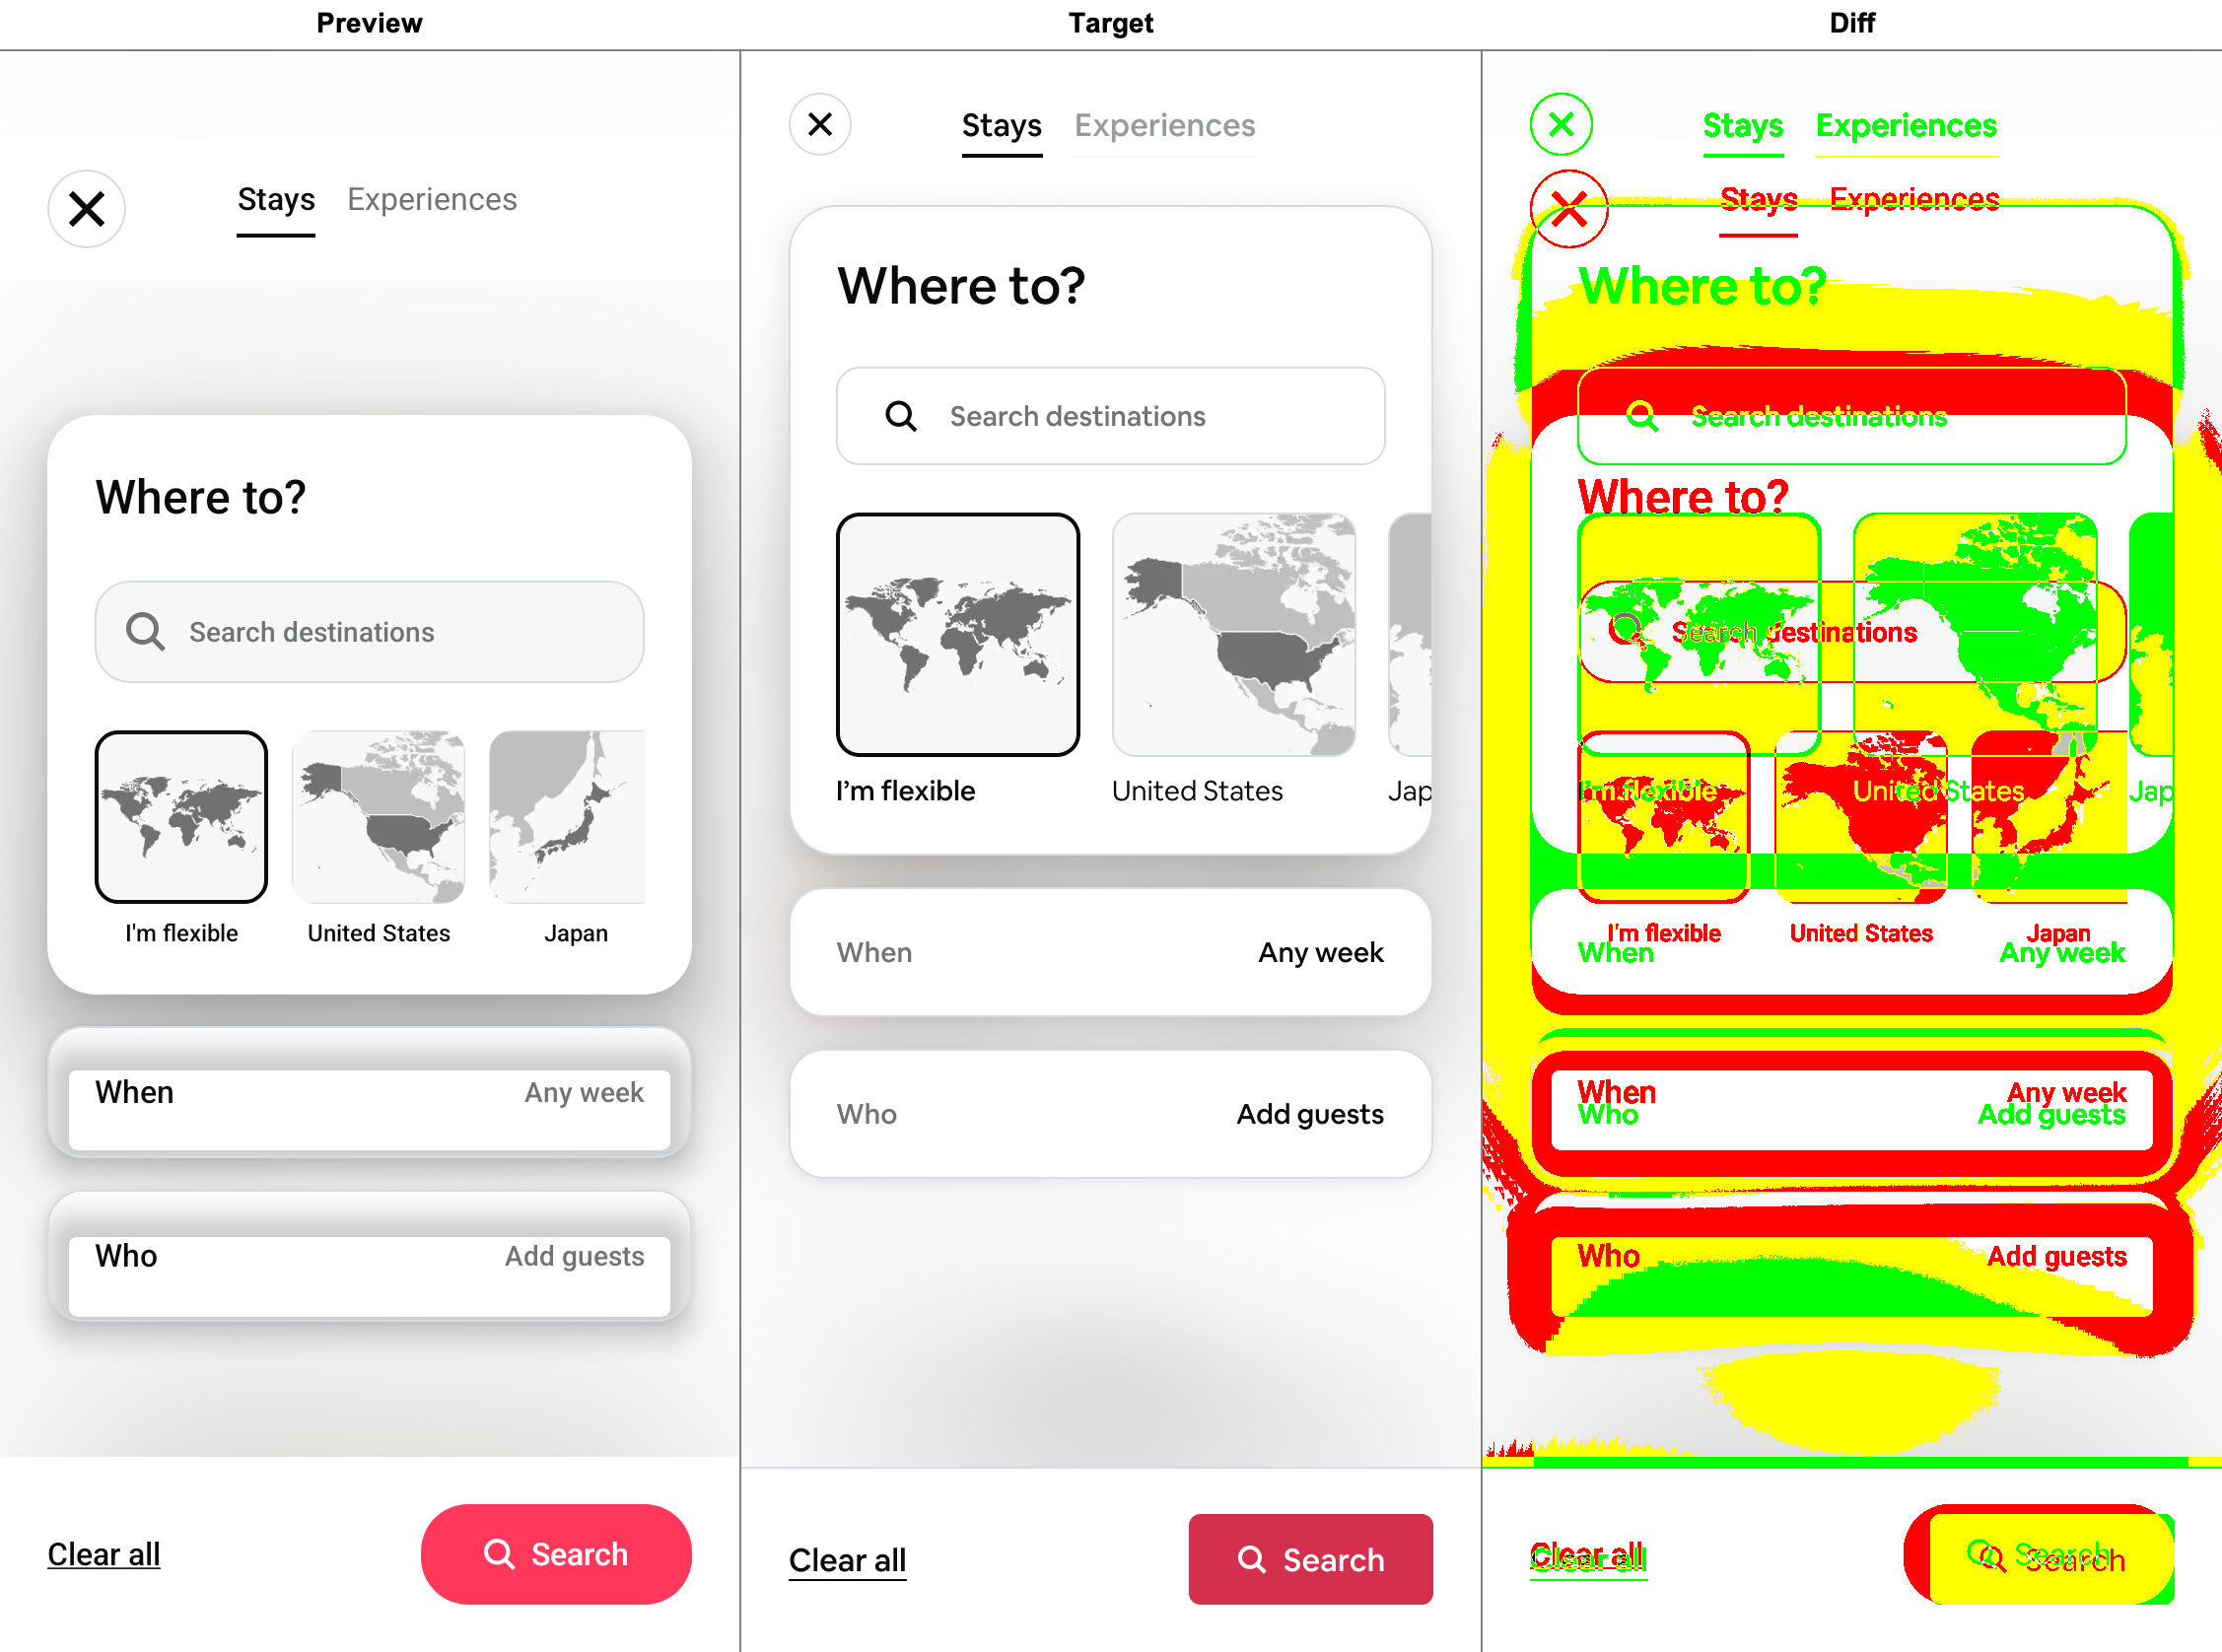 Preview
Stays Experiences
Where to?
Search destinations
I'm flexible United States Japan
When Any week
Who Add guests
Clear all Search
Target
Stays Experiences
Where to?
Search destinations
I’m flexible United States Jap
When Any week
Who Add guests
Clear all Search
Diff
Stays Experiences
Stays Experiences
Where to?
Search destinations
Where to?
Search destinations
I’m flexible United States Jap
I'm flexible United States Japan
When Any week
When Any week
Who Add guests
Who Add guests
Clear all Search
Clear all Search